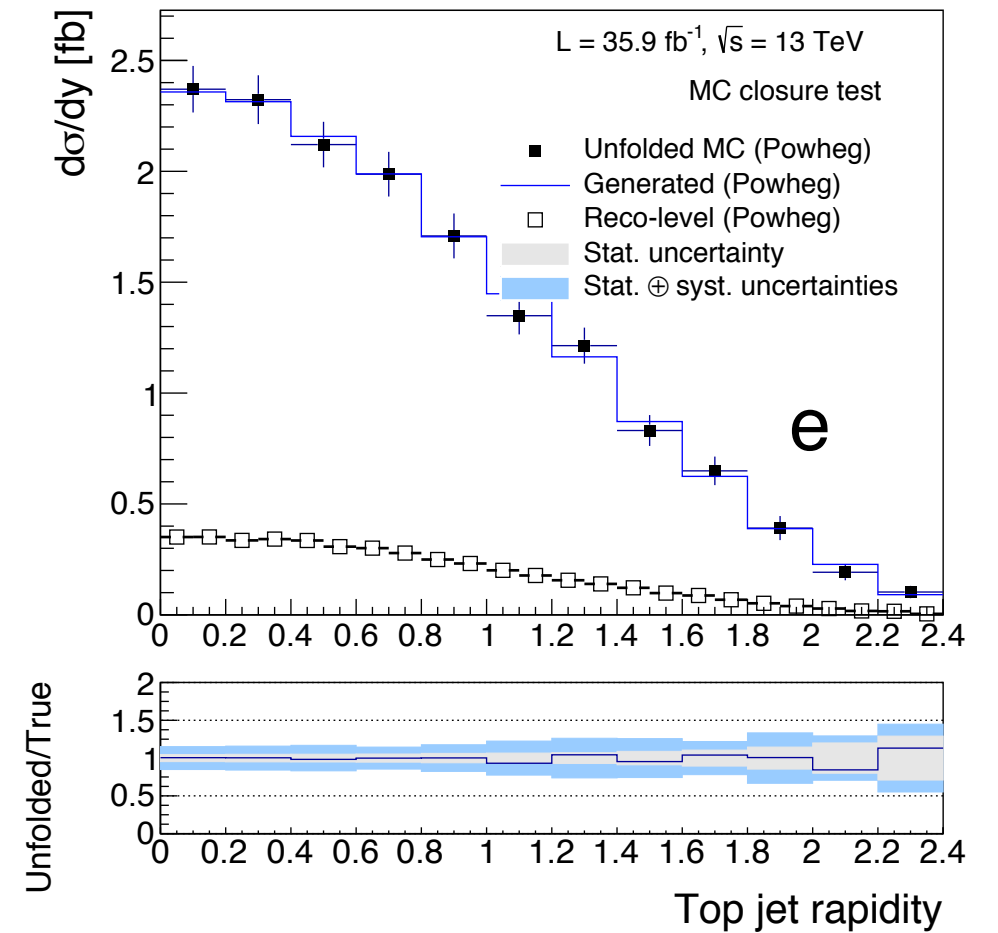 dσ/dy [fb]
L = 35.9 fb⁻¹, √s = 13 TeV
MC closure test
Unfolded MC (Powheg)
Generated (Powheg)
Reco-level (Powheg)
Stat. uncertainty
Stat. ⊕ syst. uncertainties
e
2.5
2
1.5
1
0.5
0
0 0.2 0.4 0.6 0.8 1 1.2 1.4 1.6 1.8 2 2.2 2.4
Unfolded/True
2
1.5
1
0.5
0
0 0.2 0.4 0.6 0.8 1 1.2 1.4 1.6 1.8 2 2.2 2.4
Top jet rapidity